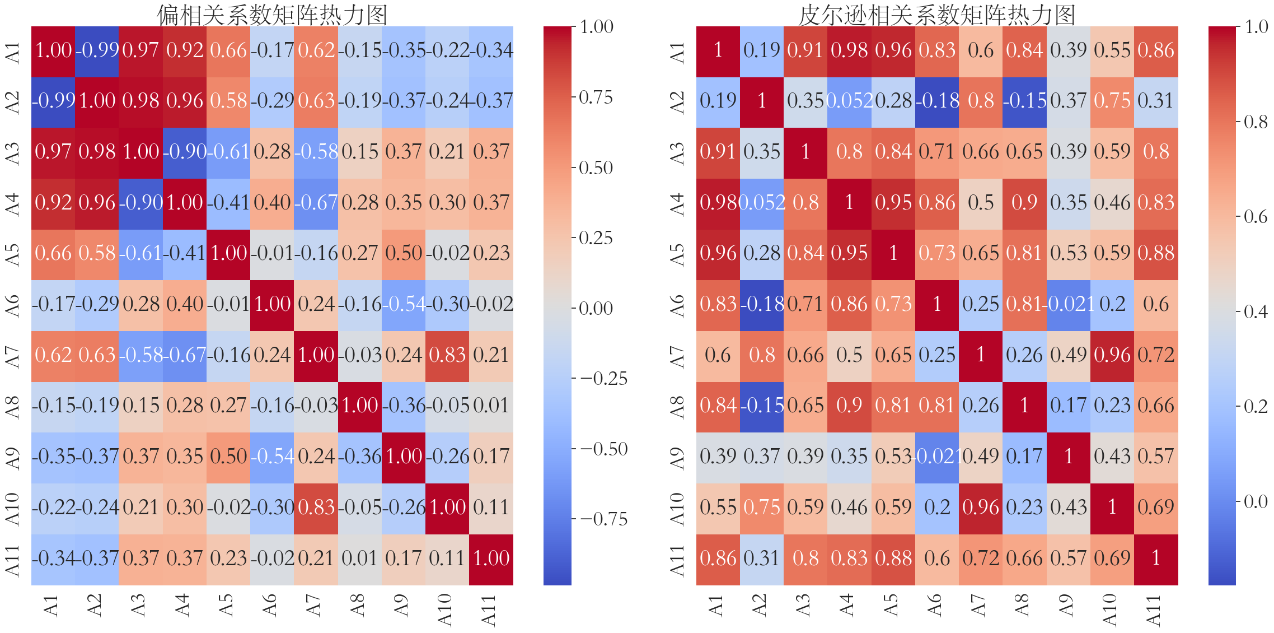 偏相关系数矩阵热力图
A1 1.00 -0.99 0.97 0.92 0.66 -0.17 0.62 -0.15 -0.35 -0.22 -0.34
A2 -0.99 1.00 0.98 0.96 0.58 -0.29 0.63 -0.19 -0.37 -0.24 -0.37
A3 0.97 0.98 1.00 -0.90 -0.61 0.28 -0.58 0.15 0.37 0.21 0.37
A4 0.92 0.96 -0.90 1.00 -0.41 0.40 -0.67 0.28 0.35 0.30 0.37
A5 0.66 0.58 -0.61 -0.41 1.00 -0.01 -0.16 0.27 0.50 -0.02 0.23
A6 -0.17 -0.29 0.28 0.40 -0.01 1.00 0.24 -0.16 -0.54 -0.30 -0.02
A7 0.62 0.63 -0.58 -0.67 -0.16 0.24 1.00 -0.03 0.24 0.83 0.21
A8 -0.15 -0.19 0.15 0.28 0.27 -0.16 -0.03 1.00 -0.36 -0.05 0.01
A9 -0.35 -0.37 0.37 0.35 0.50 -0.54 0.24 -0.36 1.00 -0.26 0.17
A10 -0.22 -0.24 0.21 0.30 -0.02 -0.30 0.83 -0.05 -0.26 1.00 0.11
A11 -0.34 -0.37 0.37 0.37 0.23 -0.02 0.21 0.01 0.17 0.11 1.00
A1 A2 A3 A4 A5 A6 A7 A8 A9 A10 A11
1.00
0.75
0.50
0.25
0.00
−0.25
−0.50
−0.75
皮尔逊相关系数矩阵热力图
A1 1 0.19 0.91 0.98 0.96 0.83 0.6 0.84 0.39 0.55 0.86
A2 0.19 1 0.35 0.052 0.28 -0.18 0.8 -0.15 0.37 0.75 0.31
A3 0.91 0.35 1 0.8 0.84 0.71 0.66 0.65 0.39 0.59 0.8
A4 0.98 0.052 0.8 1 0.95 0.86 0.5 0.9 0.35 0.46 0.83
A5 0.96 0.28 0.84 0.95 1 0.73 0.65 0.81 0.53 0.59 0.88
A6 0.83 -0.18 0.71 0.86 0.73 1 0.25 0.81 -0.021 0.2 0.6
A7 0.6 0.8 0.66 0.5 0.65 0.25 1 0.26 0.49 0.96 0.72
A8 0.84 -0.15 0.65 0.9 0.81 0.81 0.26 1 0.17 0.23 0.66
A9 0.39 0.37 0.39 0.35 0.53 -0.021 0.49 0.17 1 0.43 0.57
A10 0.55 0.75 0.59 0.46 0.59 0.2 0.96 0.23 0.43 1 0.69
A11 0.86 0.31 0.8 0.83 0.88 0.6 0.72 0.66 0.57 0.69 1
A1 A2 A3 A4 A5 A6 A7 A8 A9 A10 A11
1.0
0.8
0.6
0.4
0.2
0.0